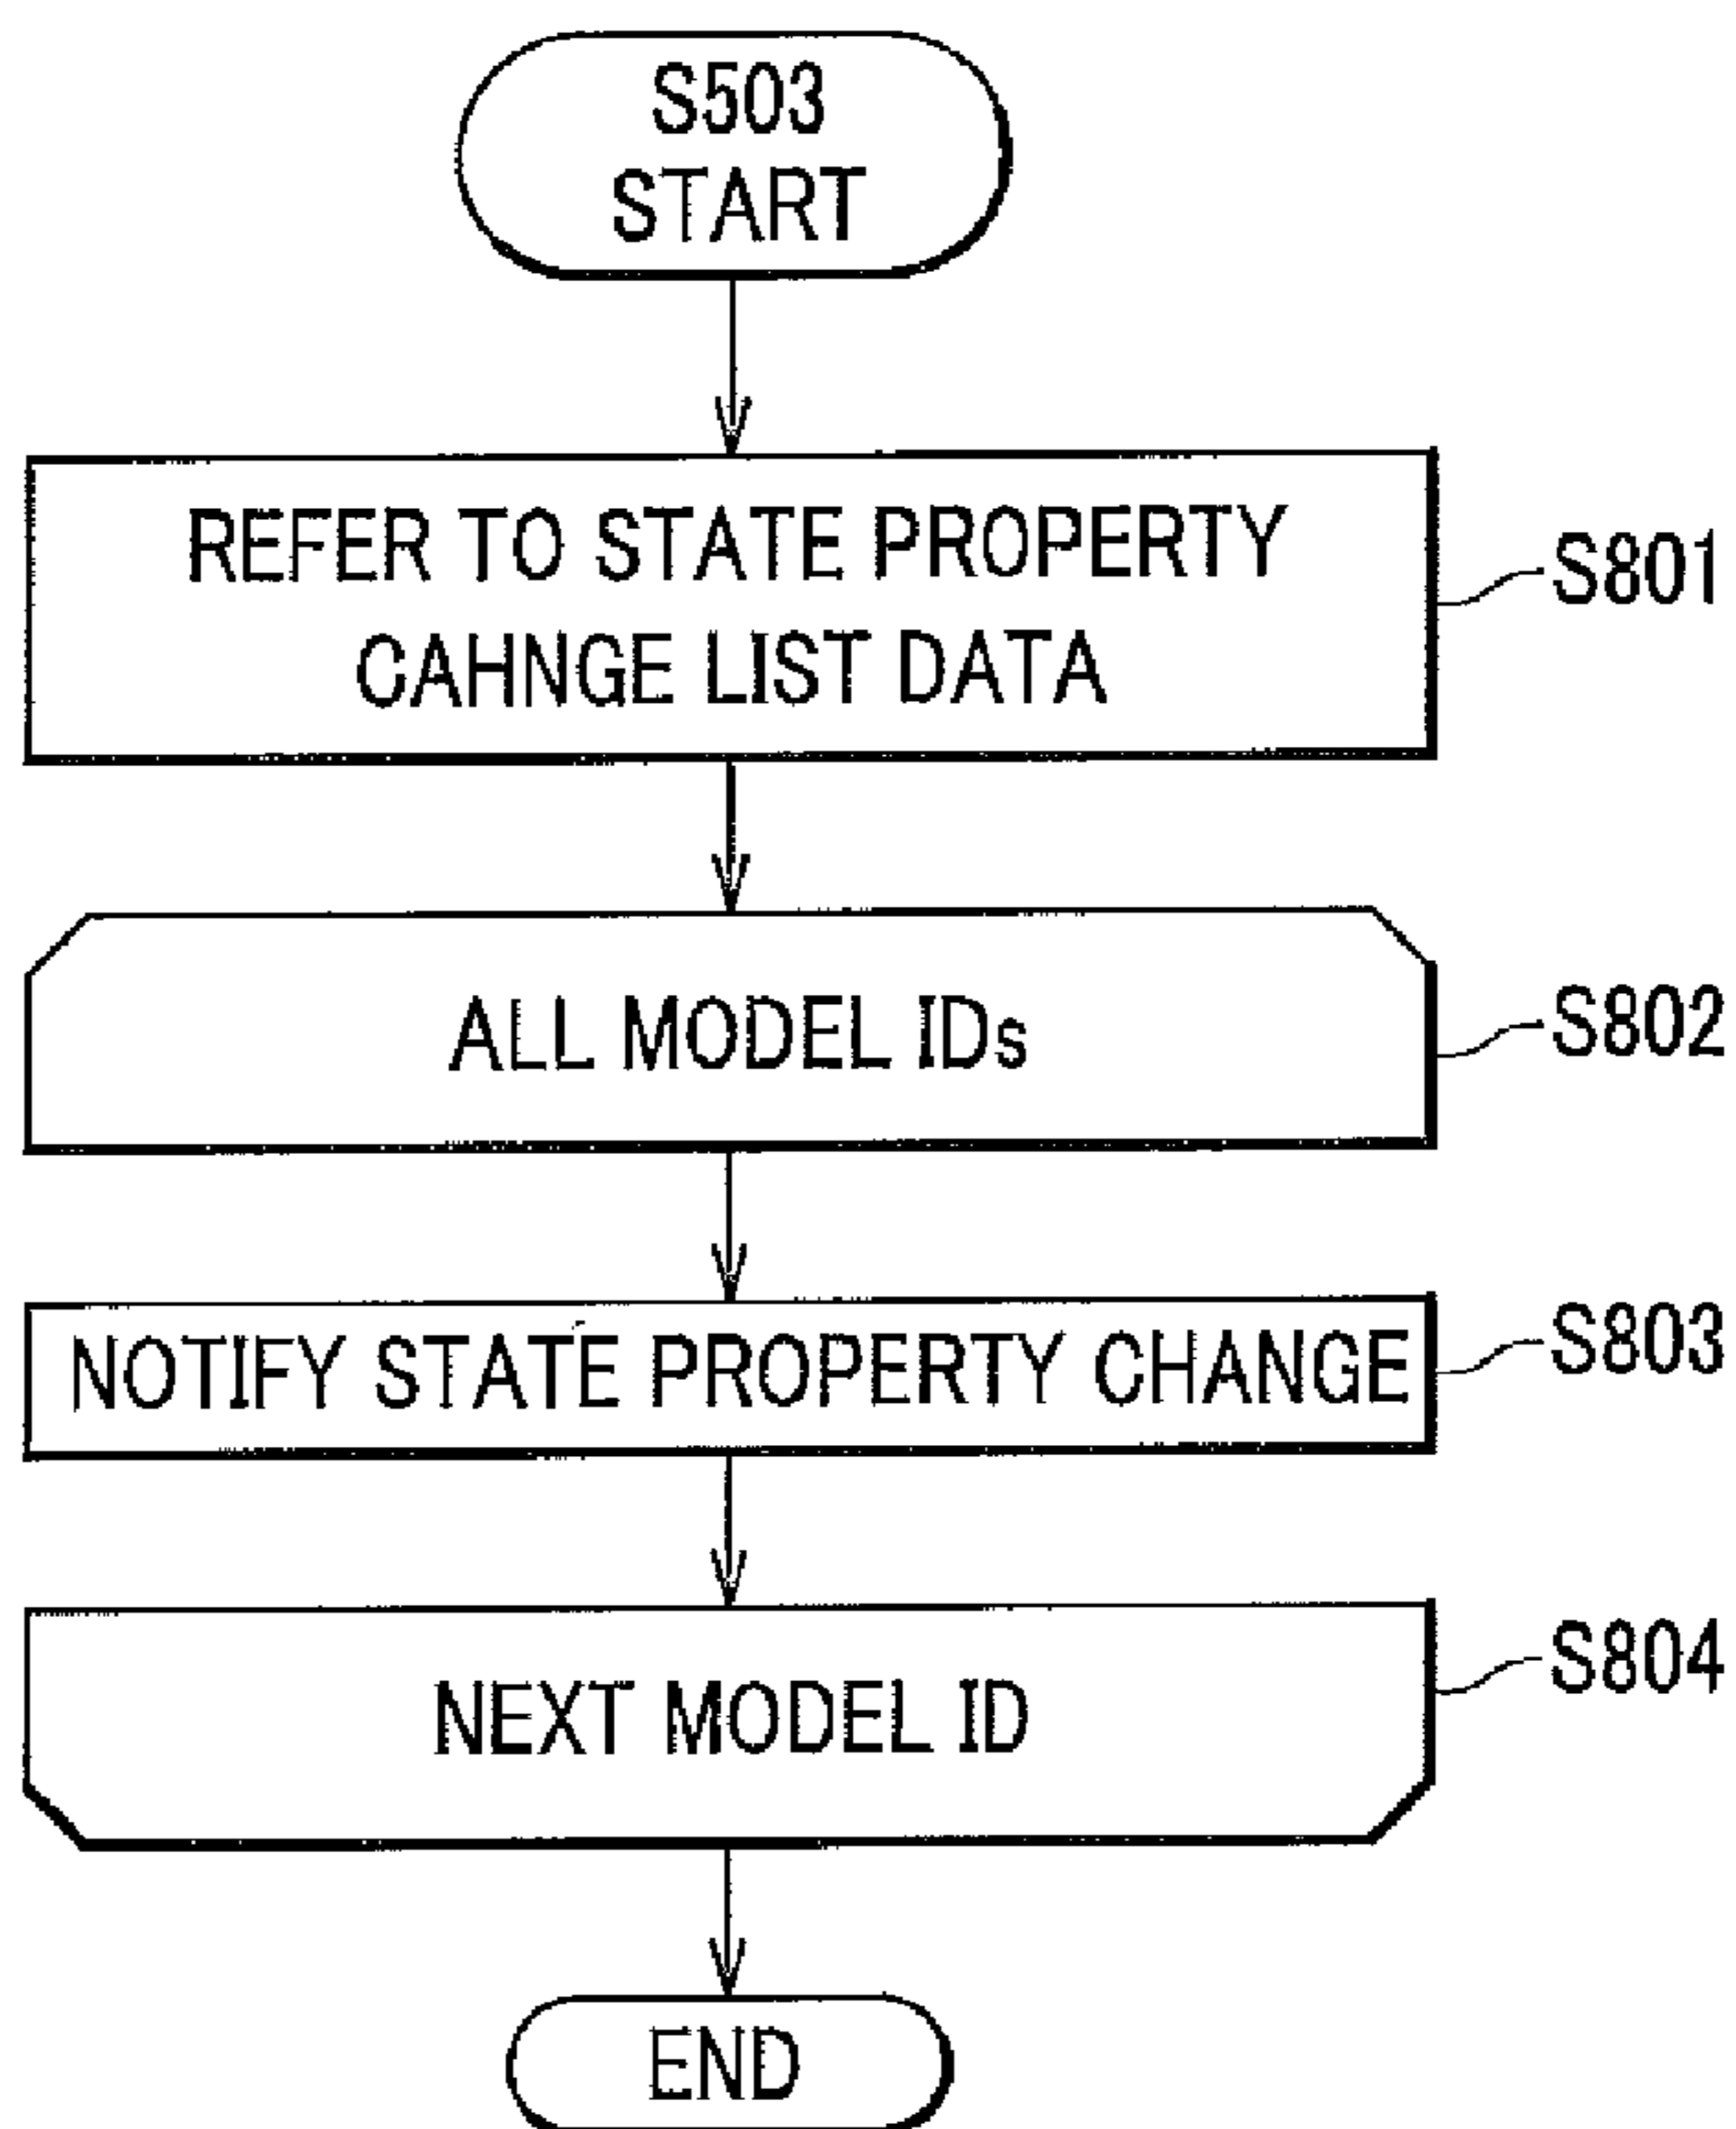 S503
START
REFER TO STATE PROPERTY
CAHNGE LIST DATA
S801
ALL MODEL IDs
S802
NOTIFY STATE PROPERTY CHANGE
S803
NEXT MODEL ID
S804
END